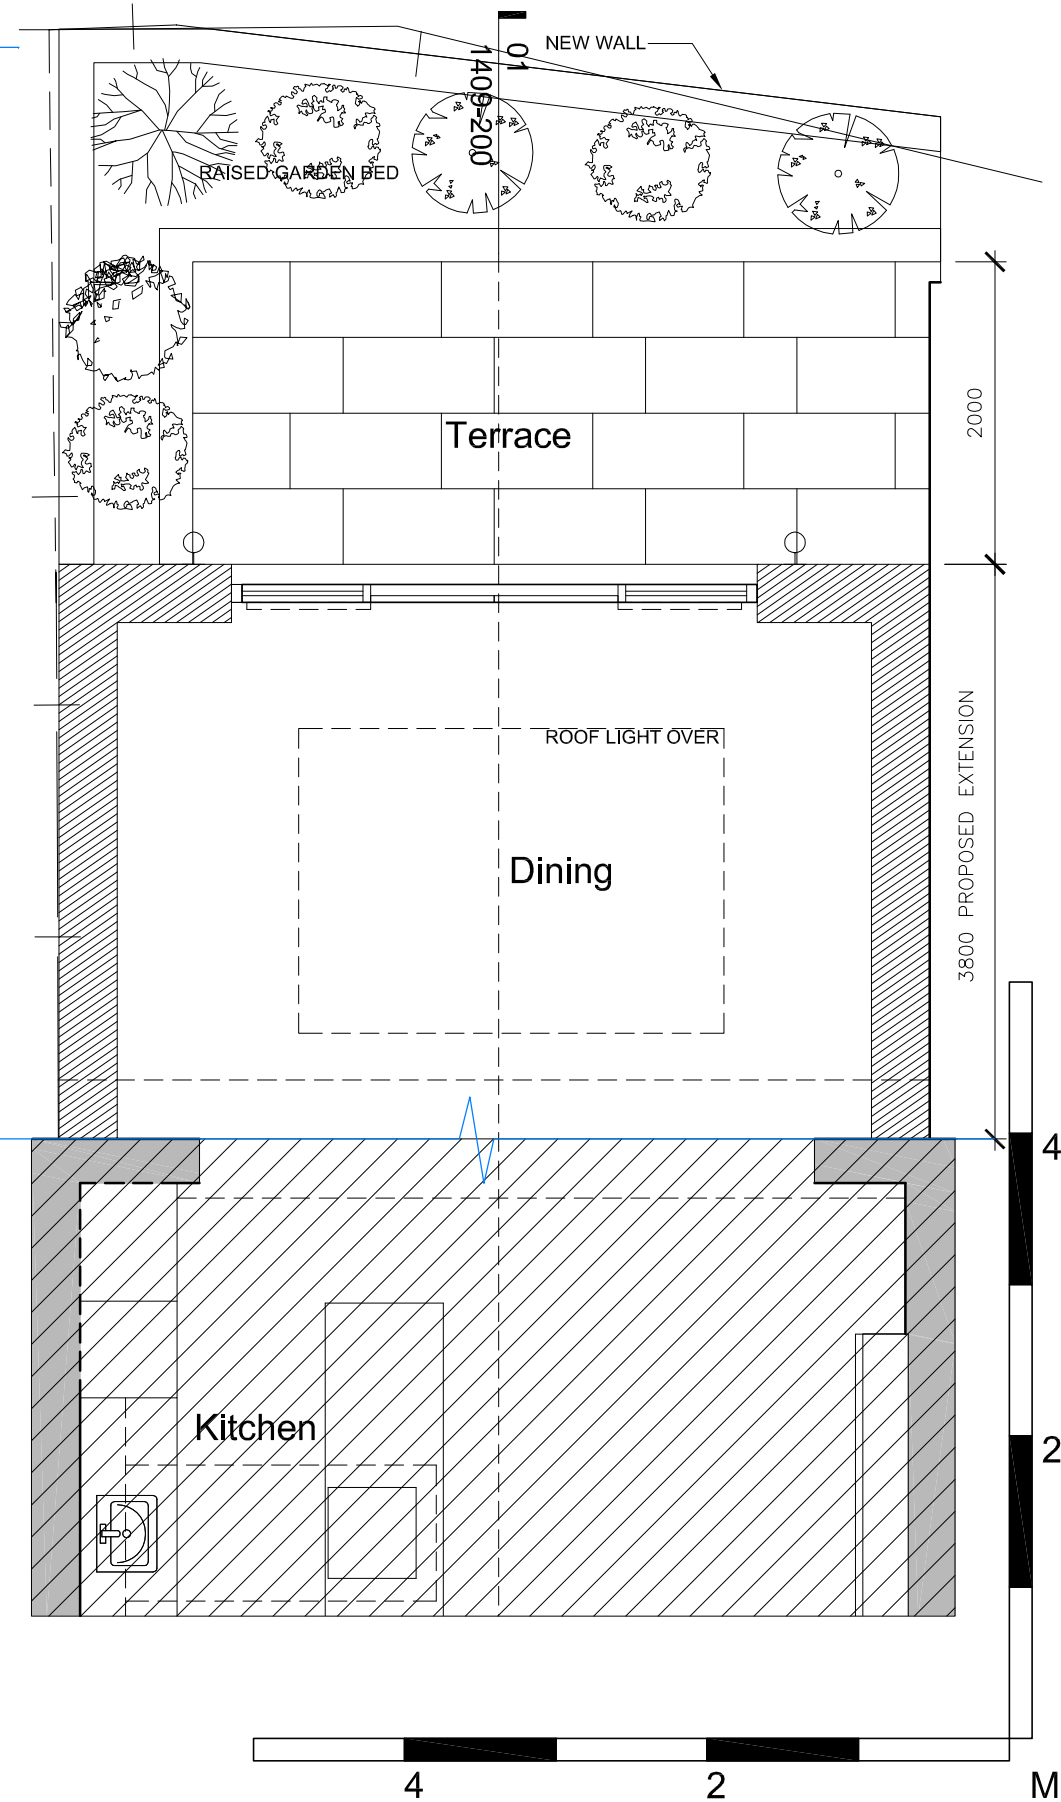 01
1409-200
NEW WALL
RAISED GARDEN BED
2000
Terrace
ROOF LIGHT OVER
3800 PROPOSED EXTENSION
Dining
4
2
Kitchen
4
2
M